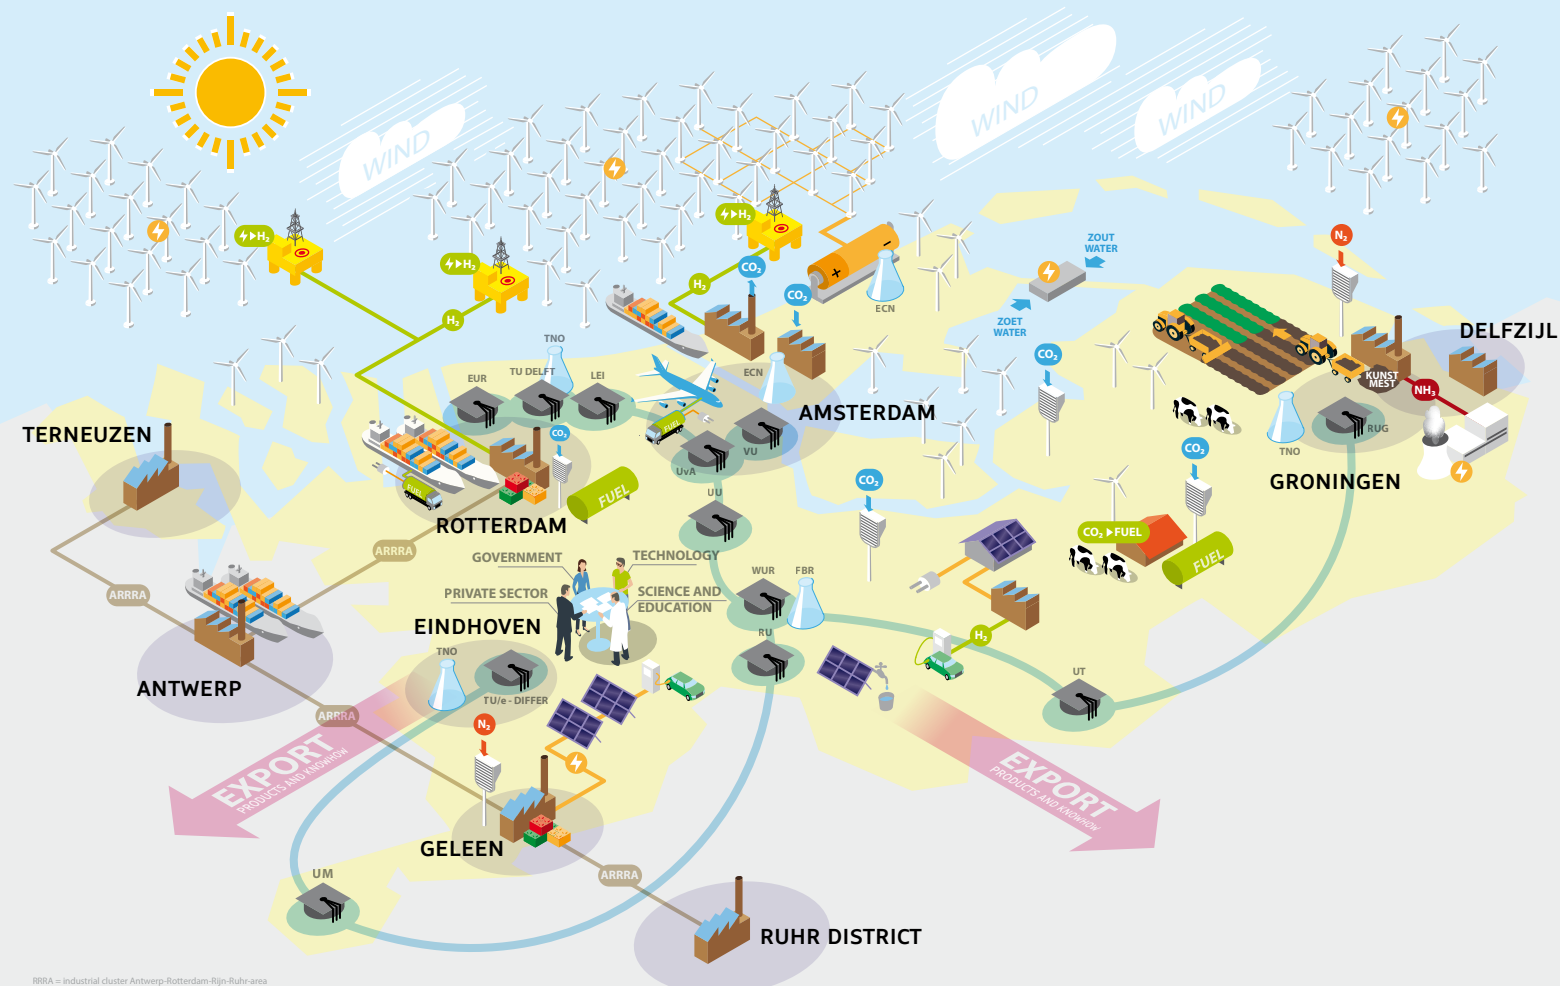 WIND
WIND
WIND
⚡▶H₂
⚡▶H₂
⚡▶H₂
H₂
H₂
CO₂
CO₂
ECN
ZOUT
WATER
ZOET
WATER
N₂
DELFZIJL
KUNST
MEST
NH₃
TNO
EUR
TU DELFT
LEI
ECN
AMSTERDAM
FUEL
VU
UvA
CO₂
CO₂
RUG
TNO
GRONINGEN
TERNEUZEN
CO₂
FUEL
FUEL
ROTTERDAM
UU
CO₂
CO₂▶FUEL
FUEL
ARRRA
ARRRA
GOVERNMENT
TECHNOLOGY
PRIVATE SECTOR
SCIENCE AND
EDUCATION
WUR
FBR
EINDHOVEN
RU
H₂
TNO
TU/e - DIFFER
UT
ANTWERP
ARRRA
N₂
EXPORT
PRODUCTS AND KNOWHOW
EXPORT
PRODUCTS AND KNOWHOW
GELEEN
ARRRA
UM
RUHR DISTRICT
RRRA = industrial cluster Antwerp-Rotterdam-Rijn-Ruhr-area